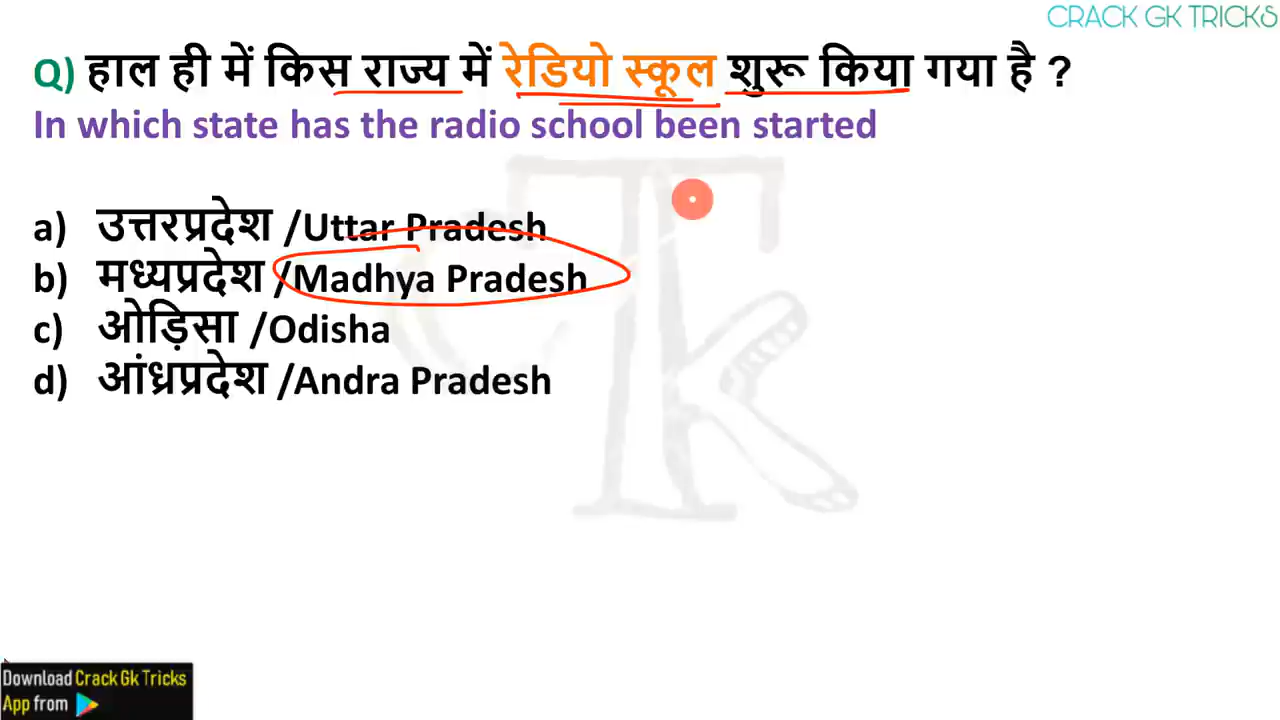 CRACK GK TRICKS
Q) हाल ही में किस राज्य में रेडियो स्कूल शुरू किया गया है ?
In which state has the radio school been started
a) उत्तरप्रदेश /Uttar Pradesh
b) मध्यप्रदेश /Madhya Pradesh
c) ओड़िसा /Odisha
d) आंध्रप्रदेश /Andra Pradesh
Download Crack Gk Tricks
App from